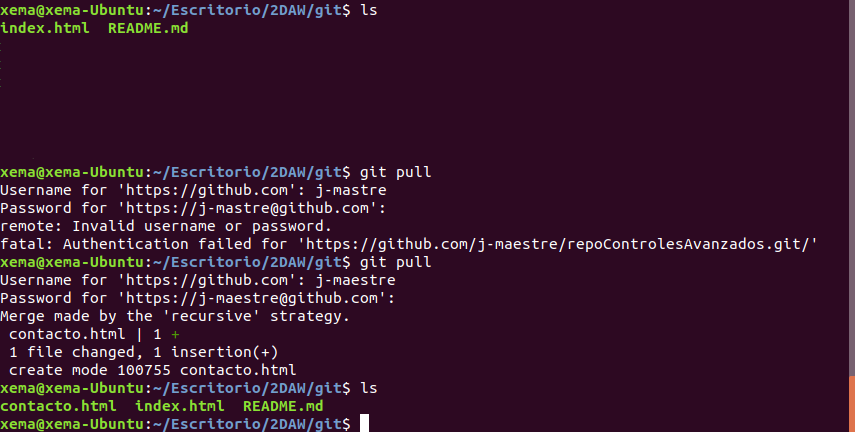 xema@xema-Ubuntu:~/Escritorio/2DAW/git$ ls
index.html  README.md
xema@xema-Ubuntu:~/Escritorio/2DAW/git$ git pull
Username for 'https://github.com': j-mastre
Password for 'https://j-mastre@github.com':
remote: Invalid username or password.
fatal: Authentication failed for 'https://github.com/j-maestre/repoControlesAvanzados.git/'
xema@xema-Ubuntu:~/Escritorio/2DAW/git$ git pull
Username for 'https://github.com': j-maestre
Password for 'https://j-maestre@github.com':
Merge made by the 'recursive' strategy.
 contacto.html | 1 +
 1 file changed, 1 insertion(+)
 create mode 100755 contacto.html
xema@xema-Ubuntu:~/Escritorio/2DAW/git$ ls
contacto.html  index.html  README.md
xema@xema-Ubuntu:~/Escritorio/2DAW/git$